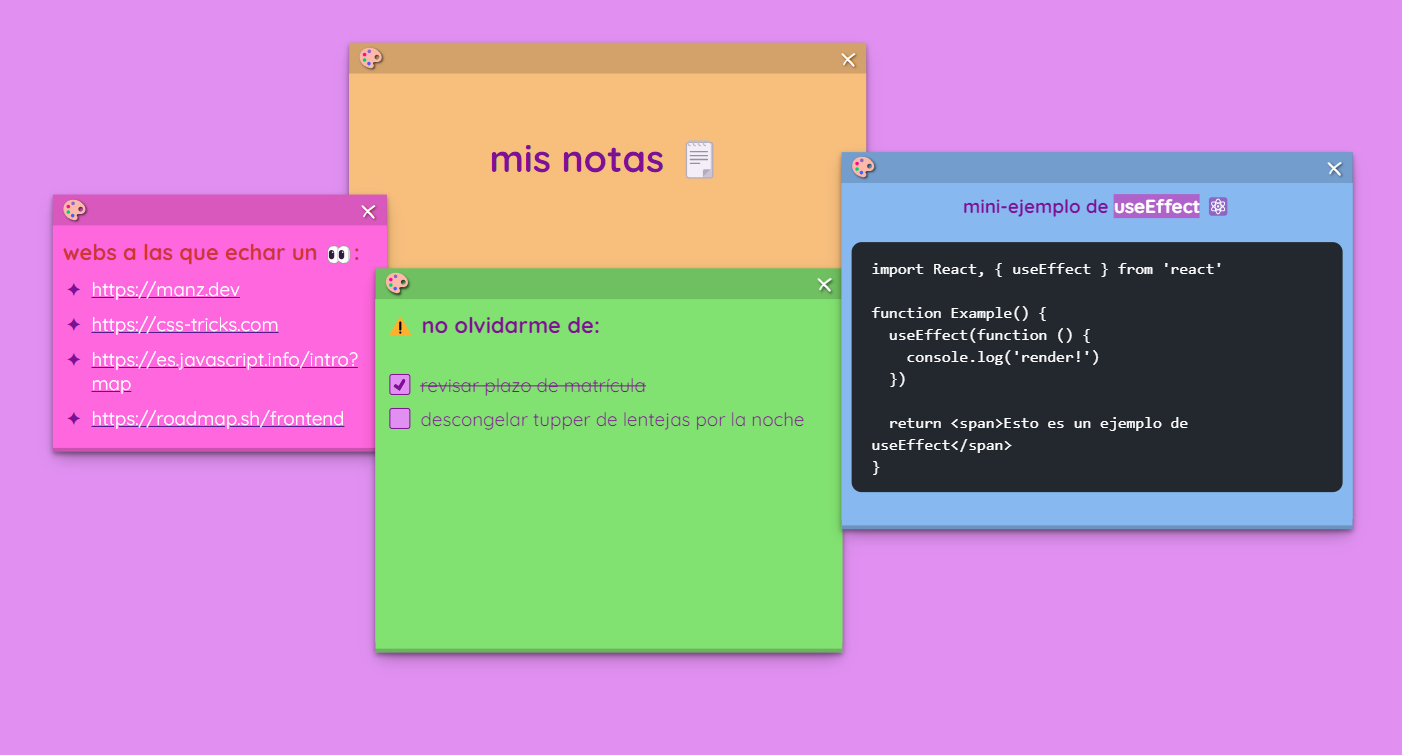 mis notas
webs a las que echar un 👀:
https://manz.dev
https://css-tricks.com
https://es.javascript.info/intro?
map
https://roadmap.sh/frontend
no olvidarme de:
revisar plazo de matrícula
descongelar tupper de lentejas por la noche
mini-ejemplo de useEffect
import React, { useEffect } from 'react'
function Example() {
useEffect(function () {
console.log('render!')
})
return <span>Esto es un ejemplo de
useEffect</span>
}